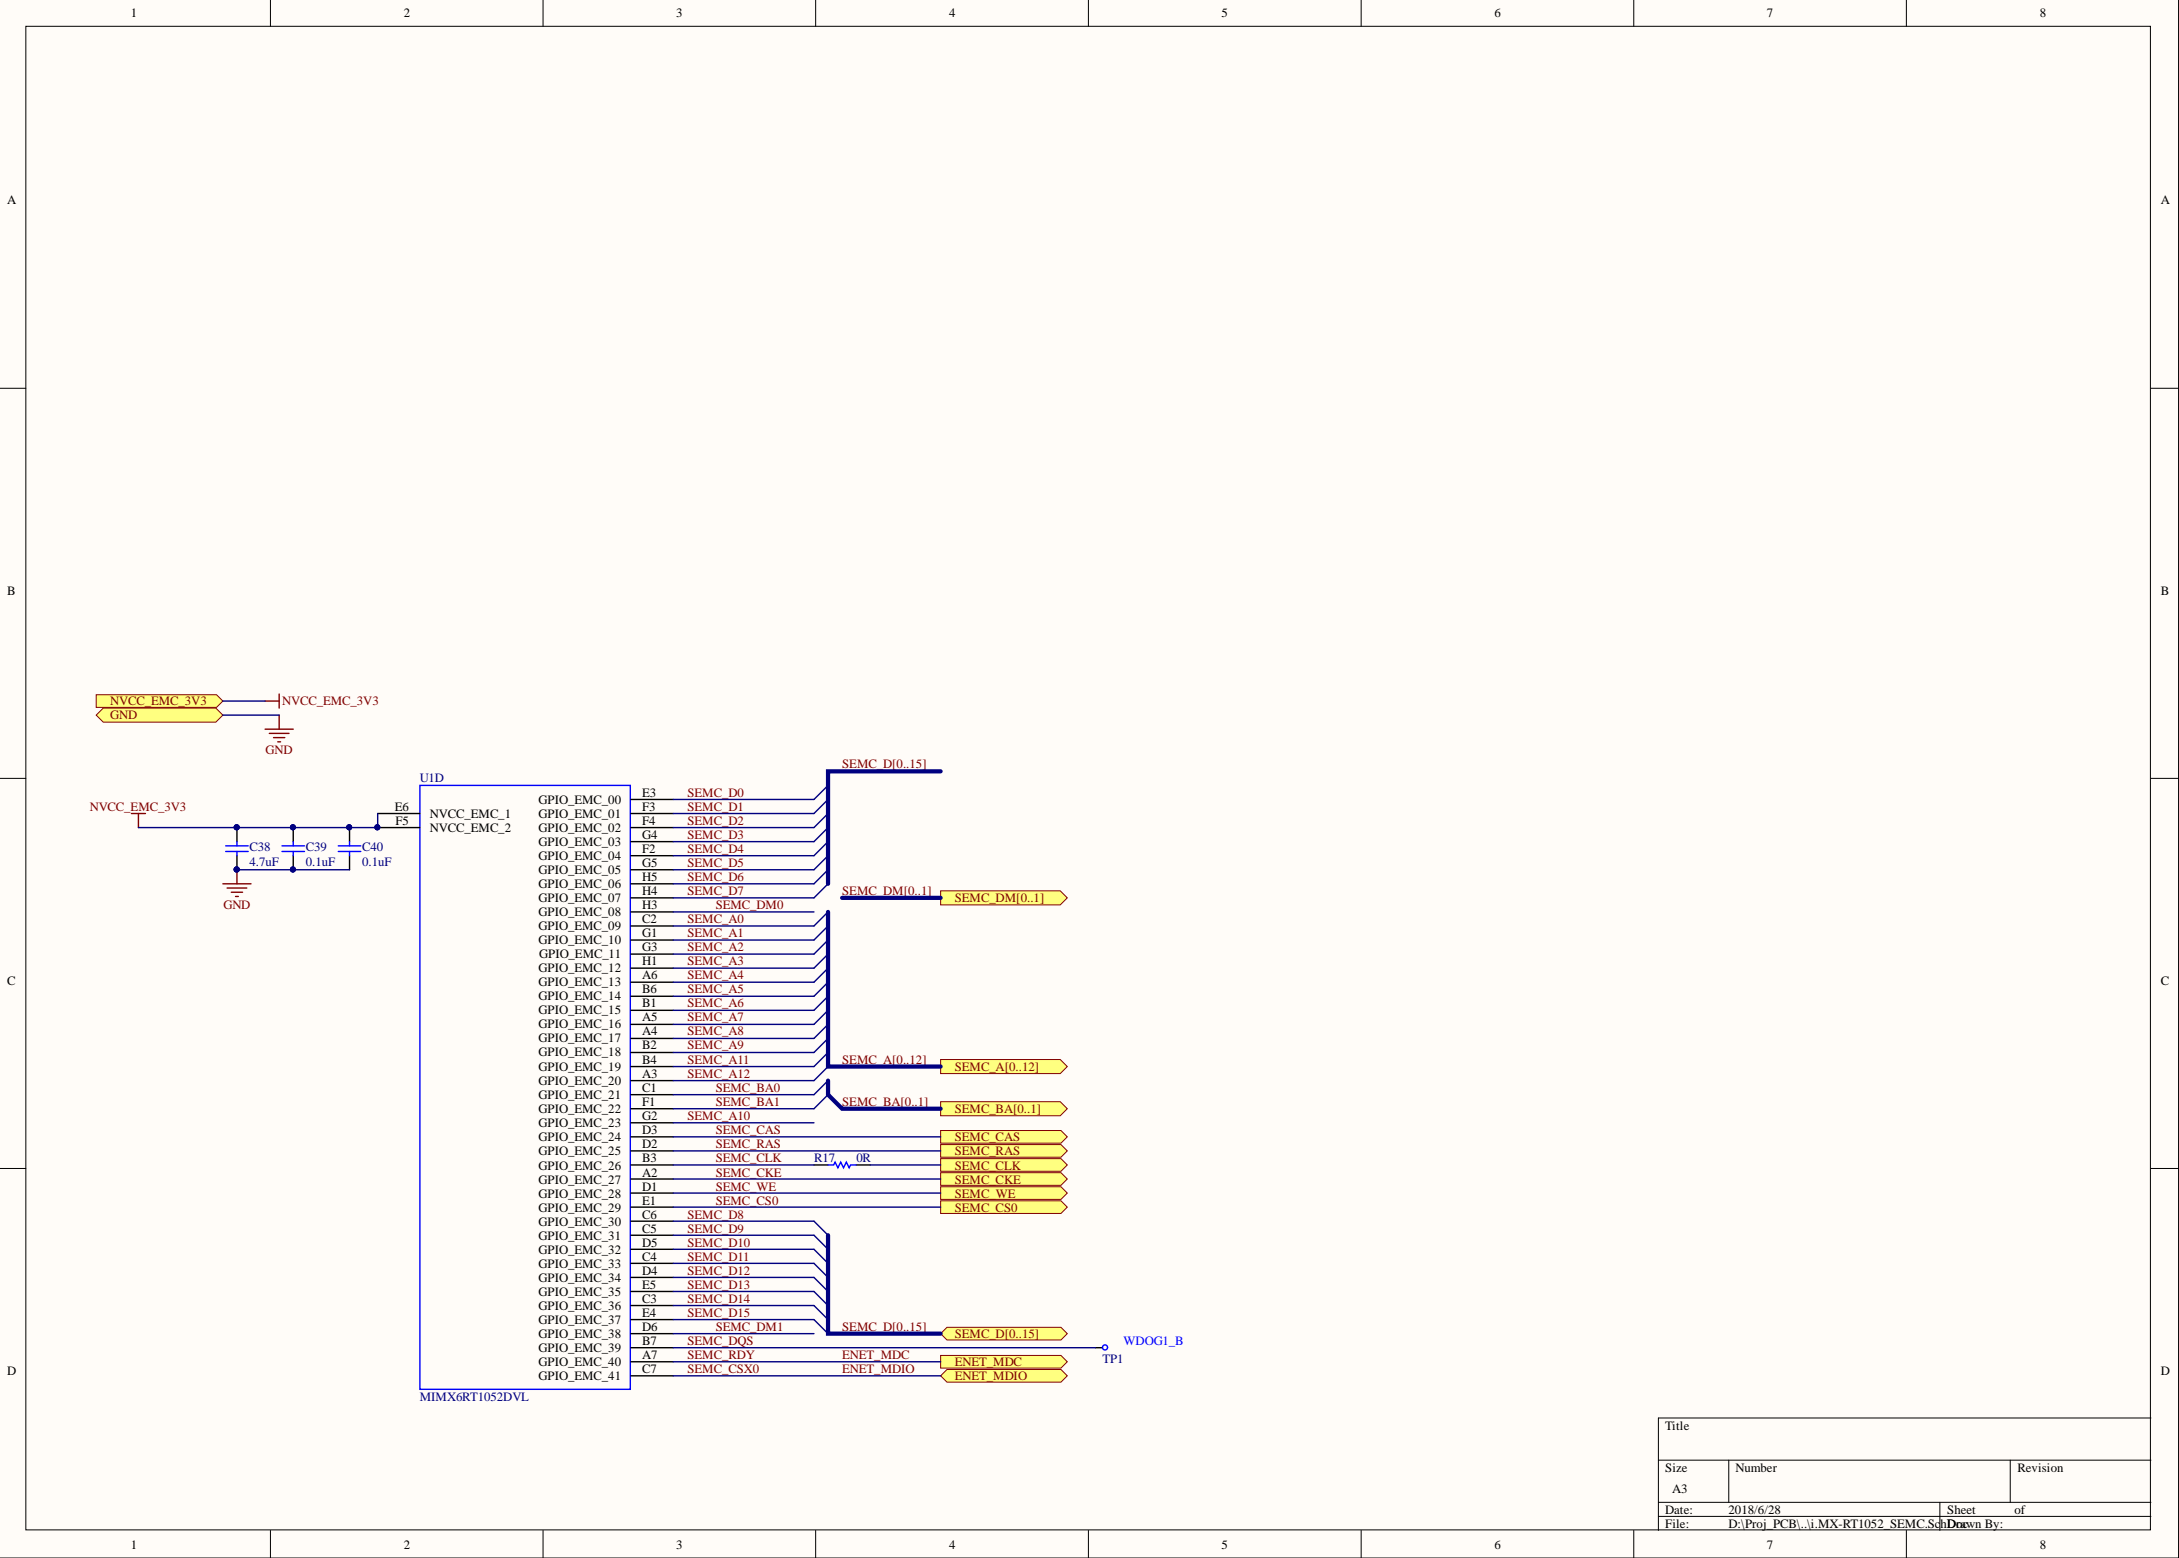 1 2 3 4 5 6 7 8
A A
B B
NVCC_EMC_3V3 NVCC_EMC_3V3
GND
GND
SEMC_D[0..15]
U1D
GPIO_EMC_00 E3 SEMC_D0
NVCC_EMC_3V3 E6 NVCC_EMC_1 GPIO_EMC_01 F3 SEMC_D1
F5 NVCC_EMC_2 GPIO_EMC_02 F4 SEMC_D2
GPIO_EMC_03 G4 SEMC_D3
C38 C39 C40 GPIO_EMC_04 F2 SEMC_D4
4.7uF 0.1uF 0.1uF GPIO_EMC_05 G5 SEMC_D5
GPIO_EMC_06 H5 SEMC_D6
GPIO_EMC_07 H4 SEMC_D7 SEMC_DM[0..1] SEMC_DM[0..1]
GND GPIO_EMC_08 H3 SEMC_DM0
GPIO_EMC_09 C2 SEMC_A0
GPIO_EMC_10 G1 SEMC_A1
GPIO_EMC_11 G3 SEMC_A2
GPIO_EMC_12 H1 SEMC_A3
C GPIO_EMC_13 A6 SEMC_A4 C
GPIO_EMC_14 B6 SEMC_A5
GPIO_EMC_15 B1 SEMC_A6
GPIO_EMC_16 A5 SEMC_A7
GPIO_EMC_17 A4 SEMC_A8
GPIO_EMC_18 B2 SEMC_A9
GPIO_EMC_19 B4 SEMC_A11 SEMC_A[0..12] SEMC_A[0..12]
GPIO_EMC_20 A3 SEMC_A12
GPIO_EMC_21 C1 SEMC_BA0
GPIO_EMC_22 F1 SEMC_BA1 SEMC_BA[0..1] SEMC_BA[0..1]
GPIO_EMC_23 G2 SEMC_A10
GPIO_EMC_24 D3 SEMC_CAS SEMC_CAS
GPIO_EMC_25 D2 SEMC_RAS SEMC_RAS
GPIO_EMC_26 B3 SEMC_CLK R17 0R SEMC_CLK
GPIO_EMC_27 A2 SEMC_CKE SEMC_CKE
GPIO_EMC_28 D1 SEMC_WE SEMC_WE
GPIO_EMC_29 E1 SEMC_CS0 SEMC_CS0
GPIO_EMC_30 C6 SEMC_D8
GPIO_EMC_31 C5 SEMC_D9
GPIO_EMC_32 D5 SEMC_D10
GPIO_EMC_33 C4 SEMC_D11
GPIO_EMC_34 D4 SEMC_D12
GPIO_EMC_35 E5 SEMC_D13
GPIO_EMC_36 C3 SEMC_D14
GPIO_EMC_37 E4 SEMC_D15
GPIO_EMC_38 D6 SEMC_DM1 SEMC_D[0..15] SEMC_D[0..15]
GPIO_EMC_39 B7 SEMC_DQS WDOG1_B
GPIO_EMC_40 A7 SEMC_RDY ENET_MDC ENET_MDC TP1
D GPIO_EMC_41 C7 SEMC_CSX0 ENET_MDIO ENET_MDIO D
MIMX6RT1052DVL
Title
Size Number Revision
A3
Date: 2018/6/28 Sheet of
File: D:\Proj_PCB\..\i.MX-RT1052_SEMC.SchDoc Drawn By:
1 2 3 4 5 6 7 8